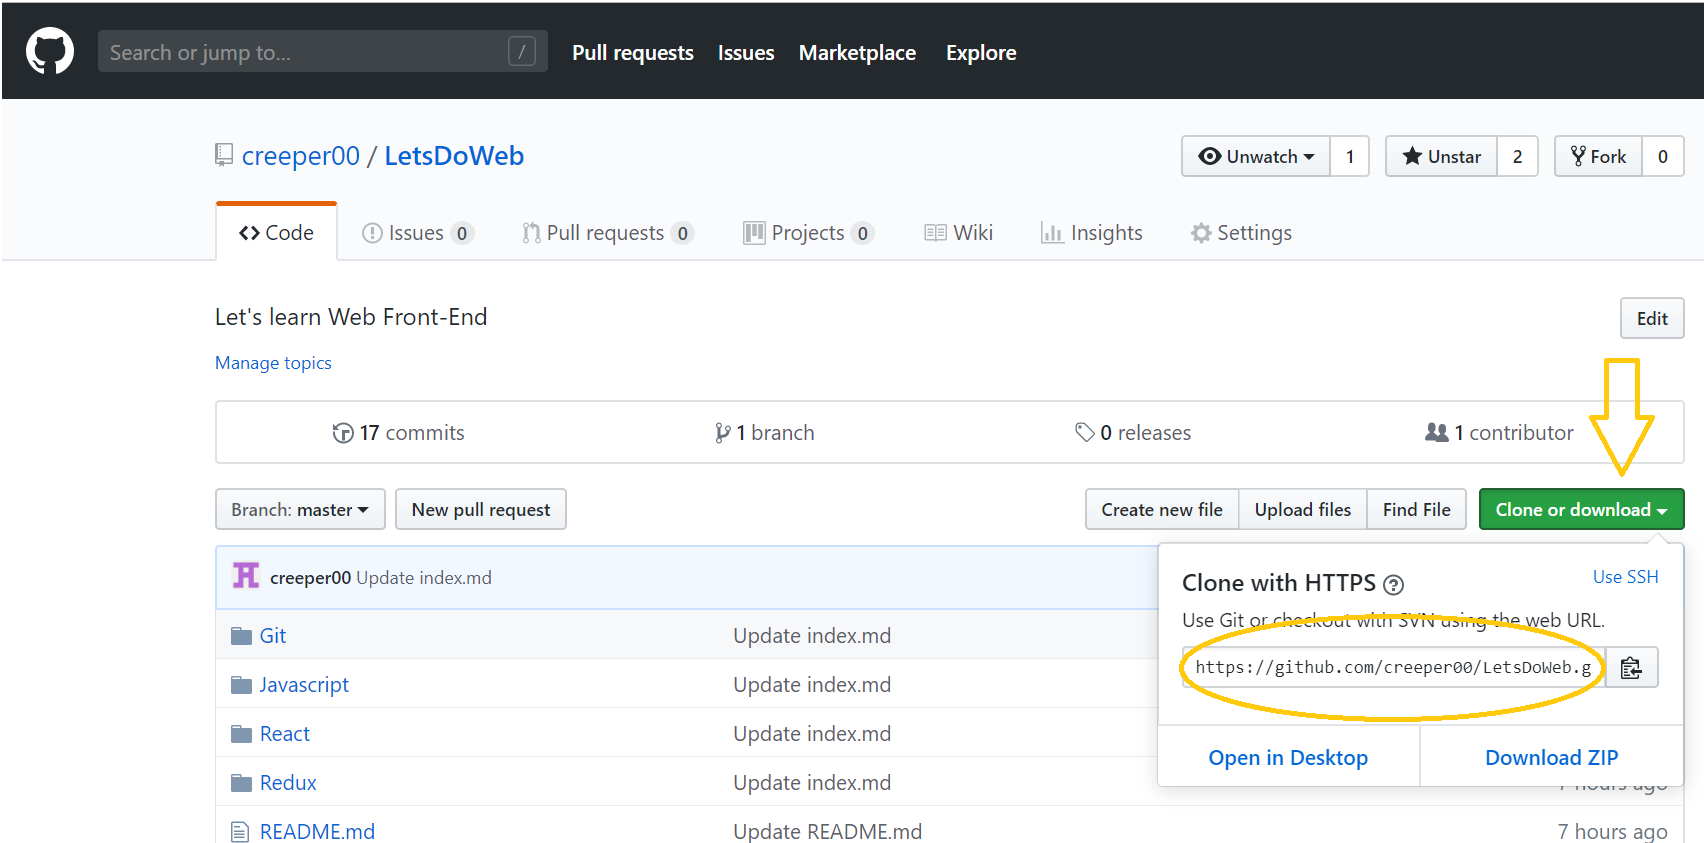 Search or jump to... /
Pull requests Issues Marketplace Explore
creeper00 / LetsDoWeb
Unwatch 1 Unstar 2 Fork 0
Code Issues 0 Pull requests 0 Projects 0 Wiki Insights Settings
Let's learn Web Front-End
Edit
Manage topics
17 commits 1 branch 0 releases 1 contributor
Branch: master New pull request Create new file Upload files Find File Clone or download
creeper00 Update index.md
Clone with HTTPS ? Use SSH
Use Git or checkout with SVN using the web URL.
https://github.com/creeper00/LetsDoWeb.g
Open in Desktop Download ZIP
Git Update index.md
Javascript Update index.md
React Update index.md
Redux Update index.md 7 hours ago
README.md Update README.md 7 hours ago